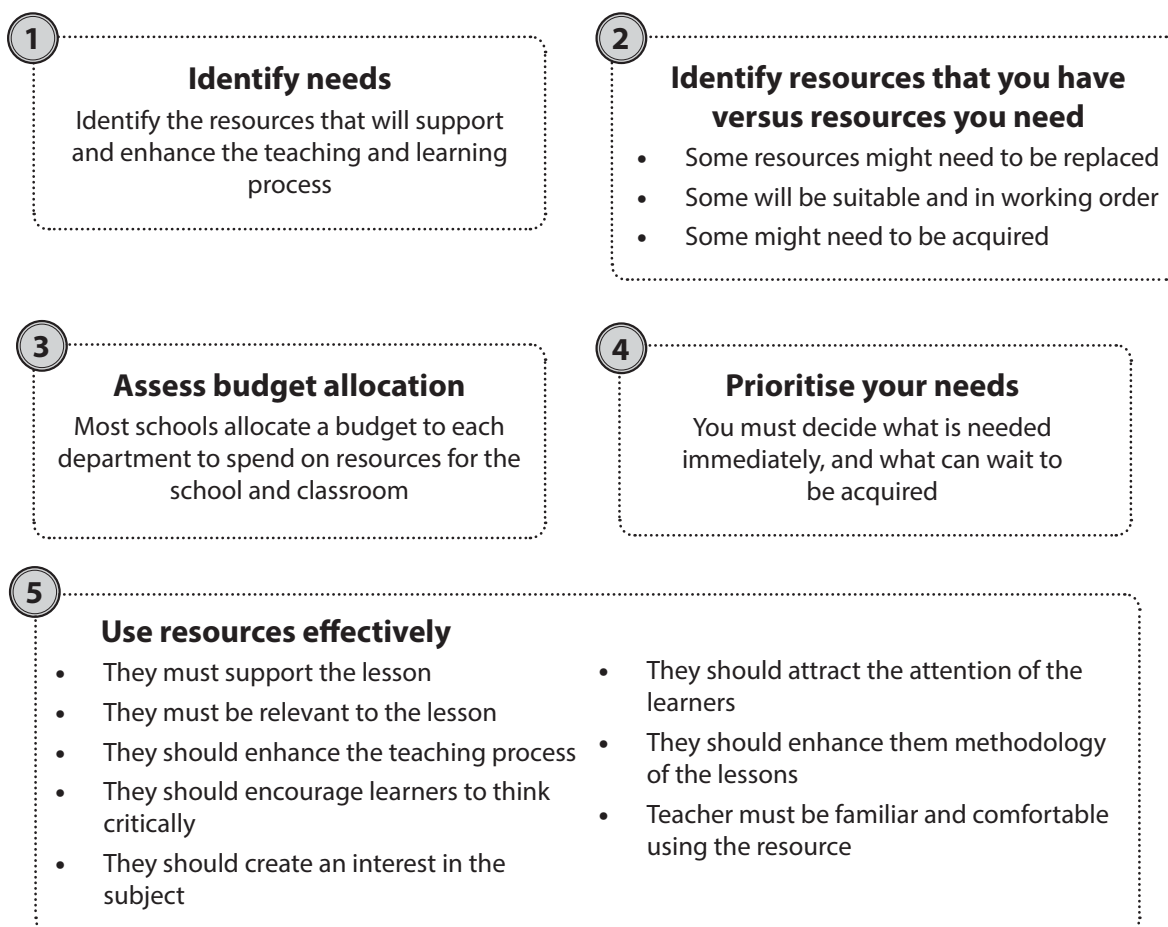 1
Identify needs
Identify the resources that will support
and enhance the teaching and learning
process
2
Identify resources that you have
versus resources you need
• Some resources might need to be replaced
• Some will be suitable and in working order
• Some might need to be acquired
3
Assess budget allocation
Most schools allocate a budget to each
department to spend on resources for the
school and classroom
4
Prioritise your needs
You must decide what is needed
immediately, and what can wait to
be acquired
5
Use resources effectively
• They must support the lesson
• They must be relevant to the lesson
• They should enhance the teaching process
• They should encourage learners to think
critically
• They should create an interest in the
subject
• They should attract the attention of the
learners
• They should enhance them methodology
of the lessons
• Teacher must be familiar and comfortable
using the resource